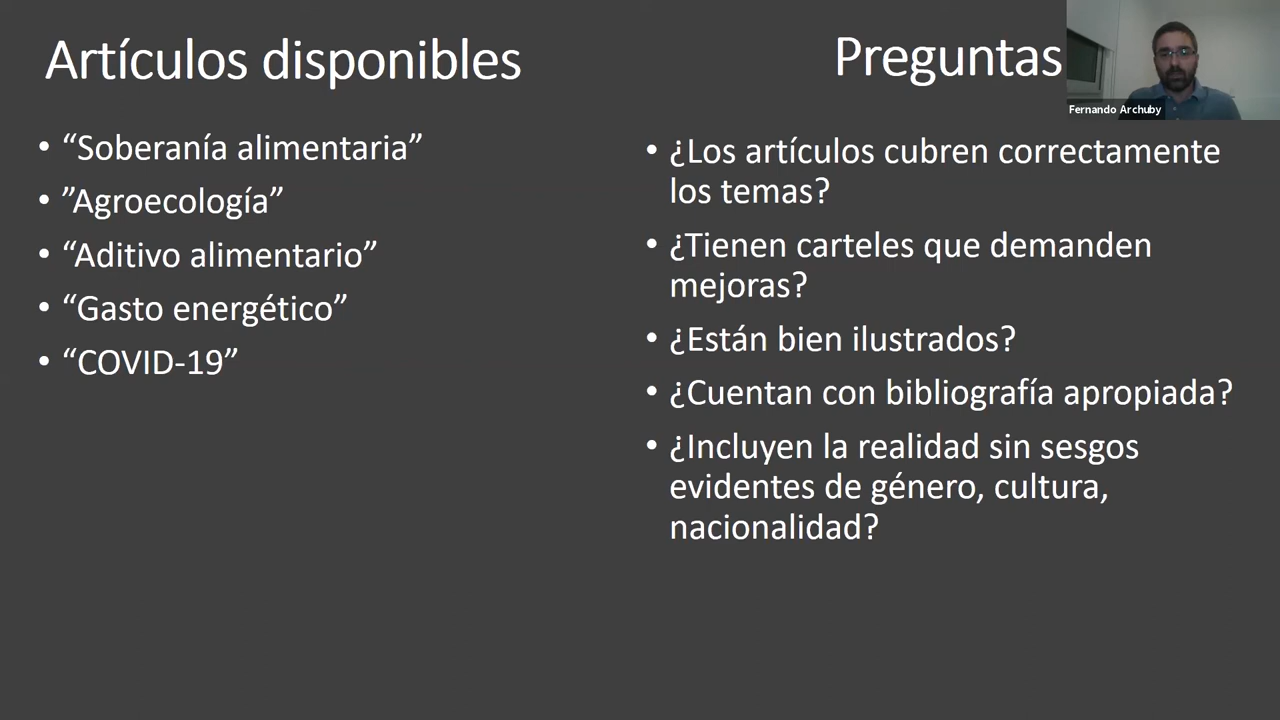 Artículos disponibles
• “Soberanía alimentaria”
• ”Agroecología”
• “Aditivo alimentario”
• “Gasto energético”
• “COVID-19”
Preguntas
Fernando Archuby
• ¿Los artículos cubren correctamente
los temas?
• ¿Tienen carteles que demanden
mejoras?
• ¿Están bien ilustrados?
• ¿Cuentan con bibliografía apropiada?
• ¿Incluyen la realidad sin sesgos
evidentes de género, cultura,
nacionalidad?